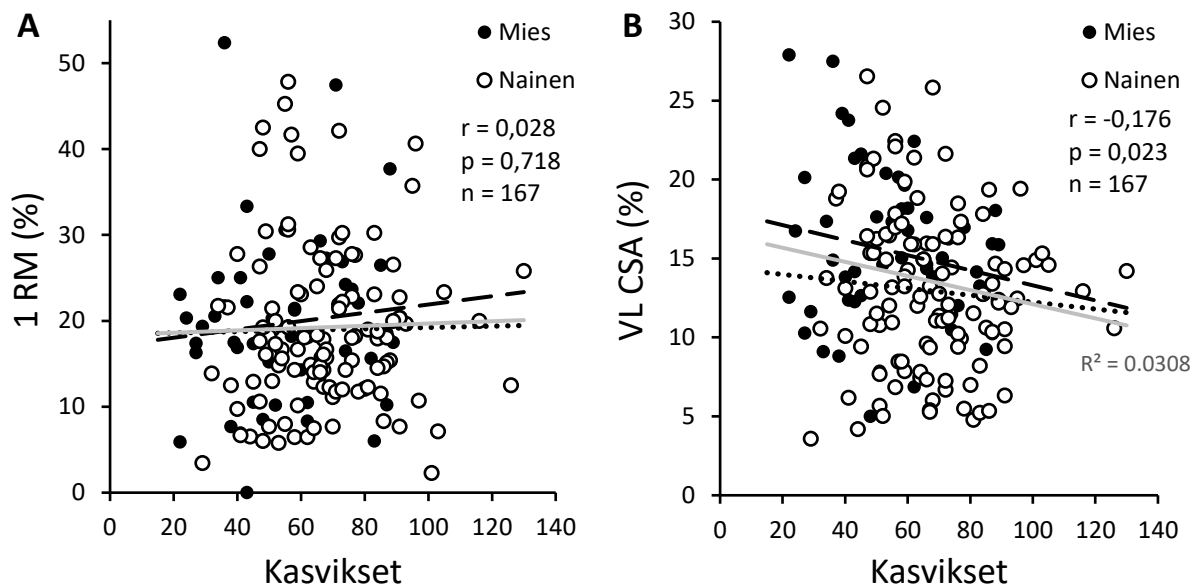 A
Mies
Nainen
r = 0,028
p = 0,718
n = 167
50
40
30
20
10
0
1 RM (%)
0 20 40 60 80 100 120 140
Kasvikset
B
Mies
Nainen
r = -0,176
p = 0,023
n = 167
30
25
20
15
10
5
0
VL CSA (%)
R² = 0.0308
0 20 40 60 80 100 120 140
Kasvikset